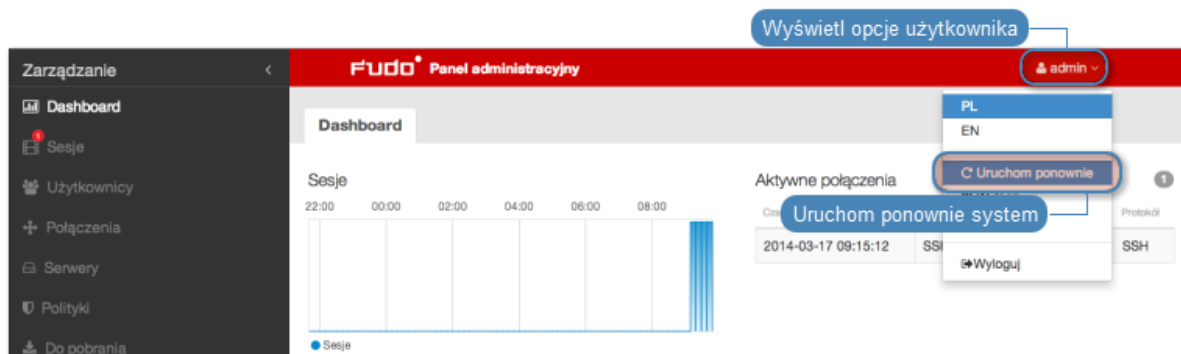 Wyświetl opcje użytkownika
Zarządzanie
FUDO Panel administracyjny
admin
Dashboard
1
Sesje
Użytkownicy
Połączenia
Serwery
Polityki
Do pobrania
Dashboard
Sesje
22:00 00:00 02:00 04:00 06:00 08:00
Sesje
PL
EN
Uruchom ponownie
Uruchom ponownie system
Wyloguj
Aktywne połączenia
1
Protokół
2014-03-17 09:15:12
SSH